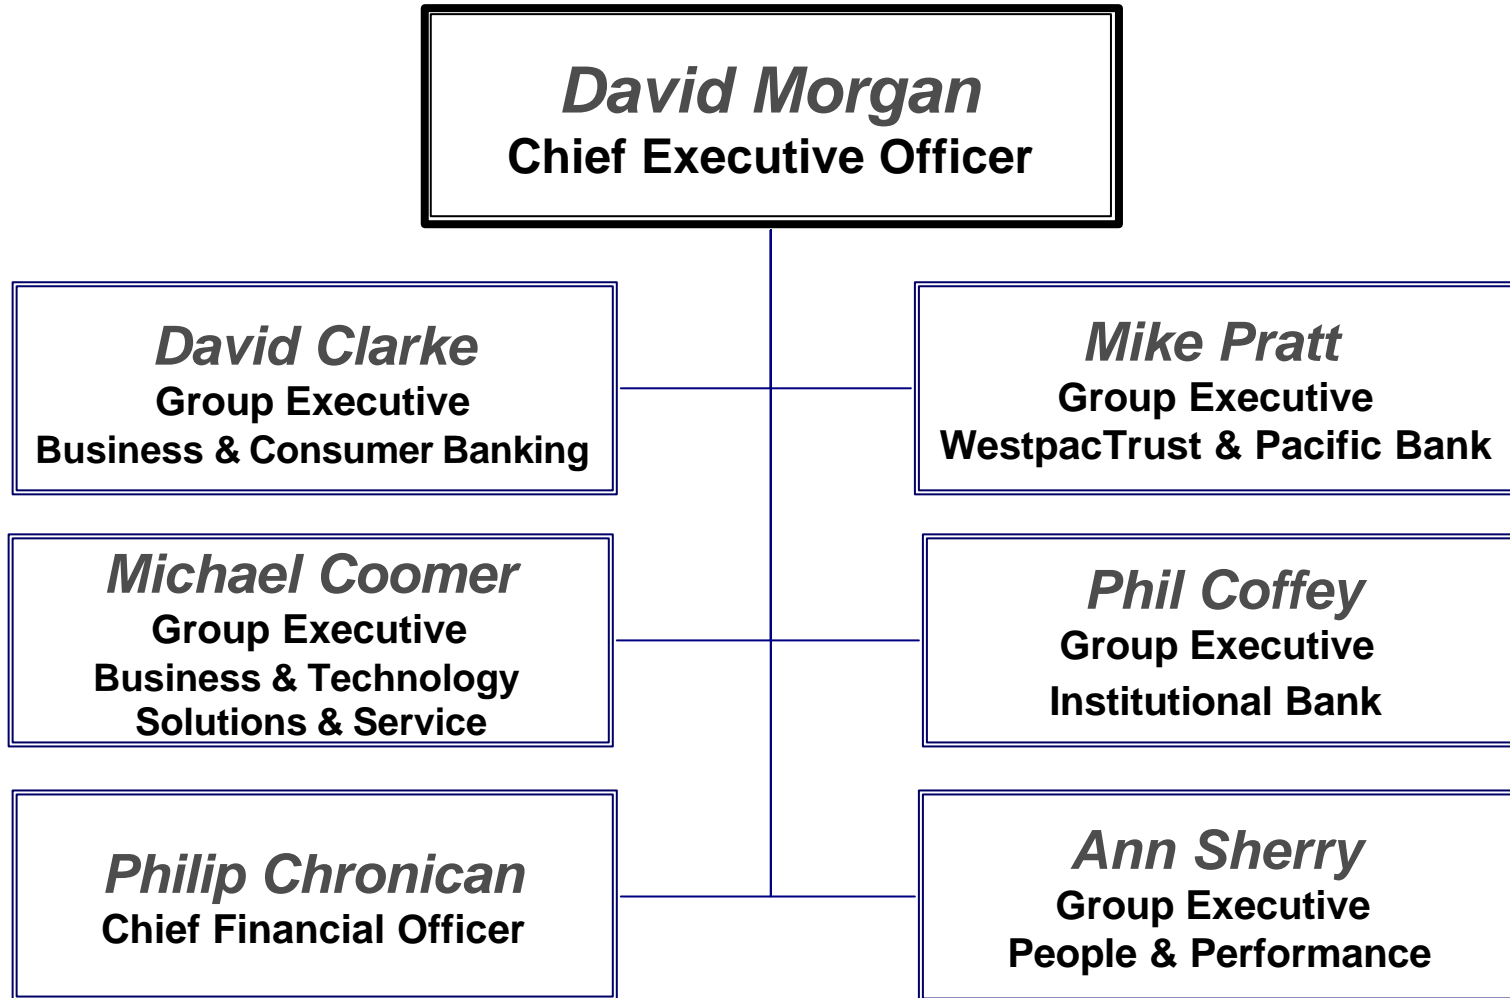 David Morgan
Chief Executive Officer
David Clarke
Group Executive
Business & Consumer Banking
Mike Pratt
Group Executive
WestpacTrust & Pacific Bank
Michael Coomer
Group Executive
Business & Technology
Solutions & Service
Phil Coffey
Group Executive
Institutional Bank
Philip Chronican
Chief Financial Officer
Ann Sherry
Group Executive
People & Performance